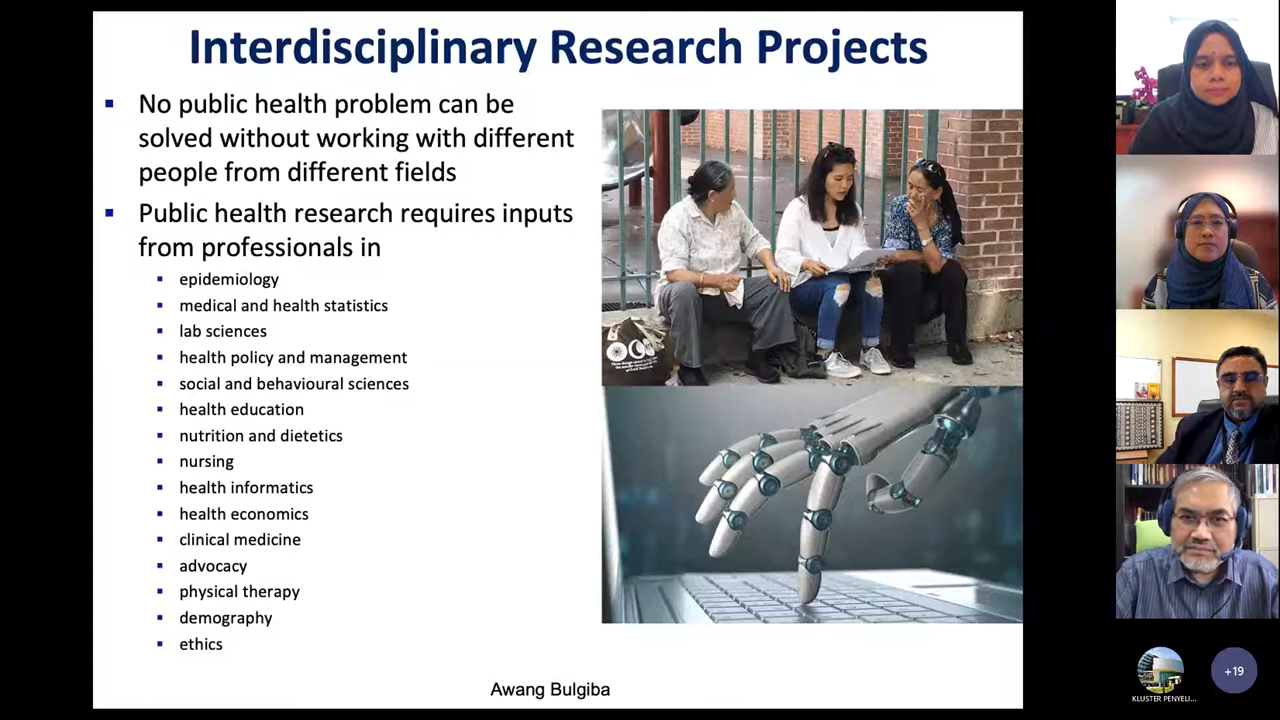 Interdisciplinary Research Projects
No public health problem can be
solved without working with different
people from different fields
Public health research requires inputs
from professionals in
epidemiology
medical and health statistics
lab sciences
health policy and management
social and behavioural sciences
health education
nutrition and dietetics
nursing
health informatics
health economics
clinical medicine
advocacy
physical therapy
demography
ethics
Awang Bulgiba
KLUSTER PENYELI...
+19